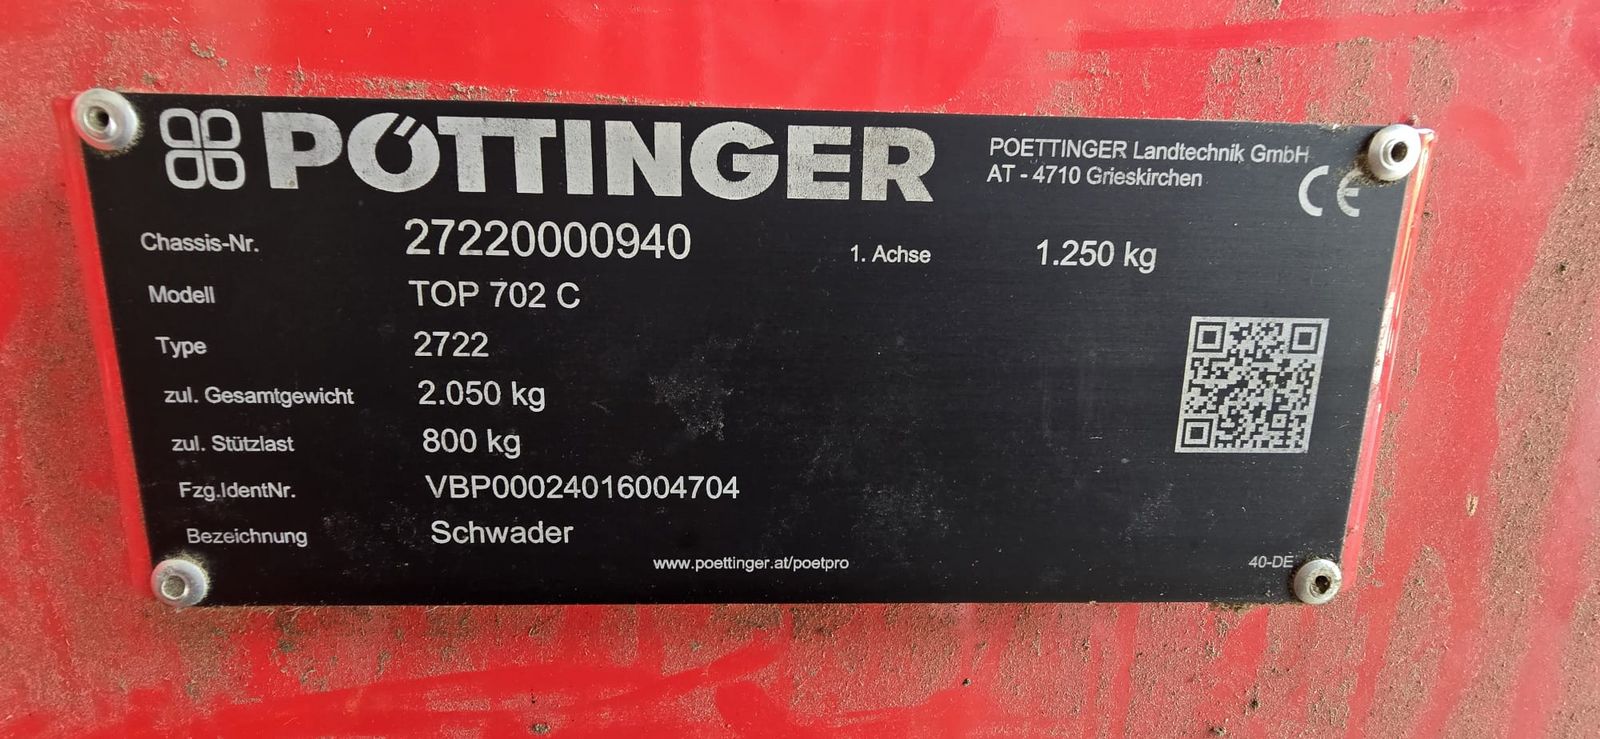 PÖTTINGER
POETTINGER Landtechnik GmbH
AT - 4710 Grieskirchen
CE
Chassis-Nr. 27220000940 1. Achse 1.250 kg
Modell TOP 702 C
Type 2722
zul. Gesamtgewicht 2.050 kg
zul. Stützlast 800 kg
Fzg.IdentNr. VBP00024016004704
Bezeichnung Schwader
www.poettinger.at/poetpro 40-DE